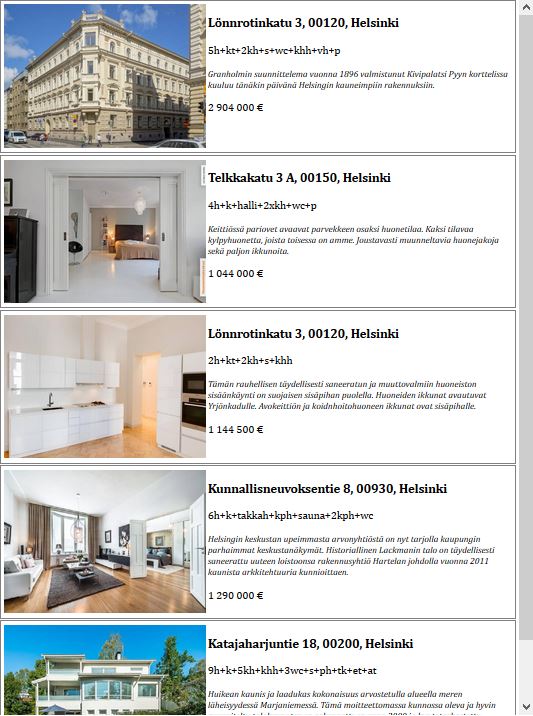 Lönnrotinkatu 3, 00120, Helsinki
5h+kt+2kh+s+wc+khh+vh+p
Granholmin suunnittelema vuonna 1896 valmistunut Kivipalatsi Pyyn korttelissa
kuuluu tänäkin päivänä Helsingin kauneimpiin rakennuksiin.
2 904 000 €
Telkkakatu 3 A, 00150, Helsinki
4h+k+halli+2xkh+wc+p
Keittiössä pariovet avaavat parvekkeen osaksi huonetilaa. Kaksi tilavaa
kylpyhuonetta, joista toisessa on amme. Joustavasti muunneltavia huonejakoja
sekä paljon ikkunoita.
1 044 000 €
Lönnrotinkatu 3, 00120, Helsinki
2h+kt+2kh+s+khh
Tämän rauhellisen täydellisesti saneeratun ja muuttovalmiin huoneiston
sisäänkäynti on suojaisen sisäpihan puolella. Huoneiden ikkunat avautuvat
Yrjönkadulle. Avokeittiön ja koidnhoitohuoneen ikkunat ovat sisäpihalle.
1 144 500 €
Kunnallisneuvoksentie 8, 00930, Helsinki
6h+k+takkah+kph+sauna+2kph+wc
Helsingin keskustan upeimmasta arvonyhtiöstä on nyt tarjolla kaupungin
parhaimmat keskustanäkymät. Historiallinen Lackmanin talo on täydellisesti
saneerattu uuteen loistoonsa rakennusyhtiö Hartelan johdolla vuonna 2011
kaunista arkkitehtuuria kunnioittaen.
1 290 000 €
Katajaharjuntie 18, 00200, Helsinki
9h+k+5kh+khh+3wc+s+ph+tk+et+at
Huikean kaunis ja laadukas kokonaisuus arvostetulla alueella meren
läheisyydessä Marjaniemessä. Tämä moitteettomassa kunnossa oleva ja hyvin